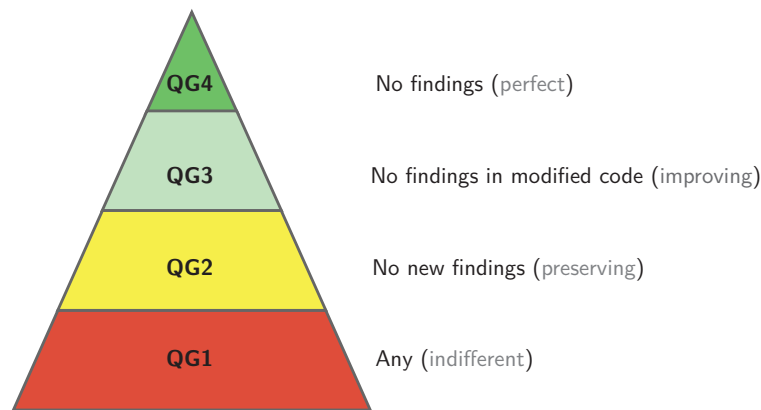 QG4 No findings (perfect)
QG3 No findings in modified code (improving)
QG2 No new findings (preserving)
QG1 Any (indifferent)